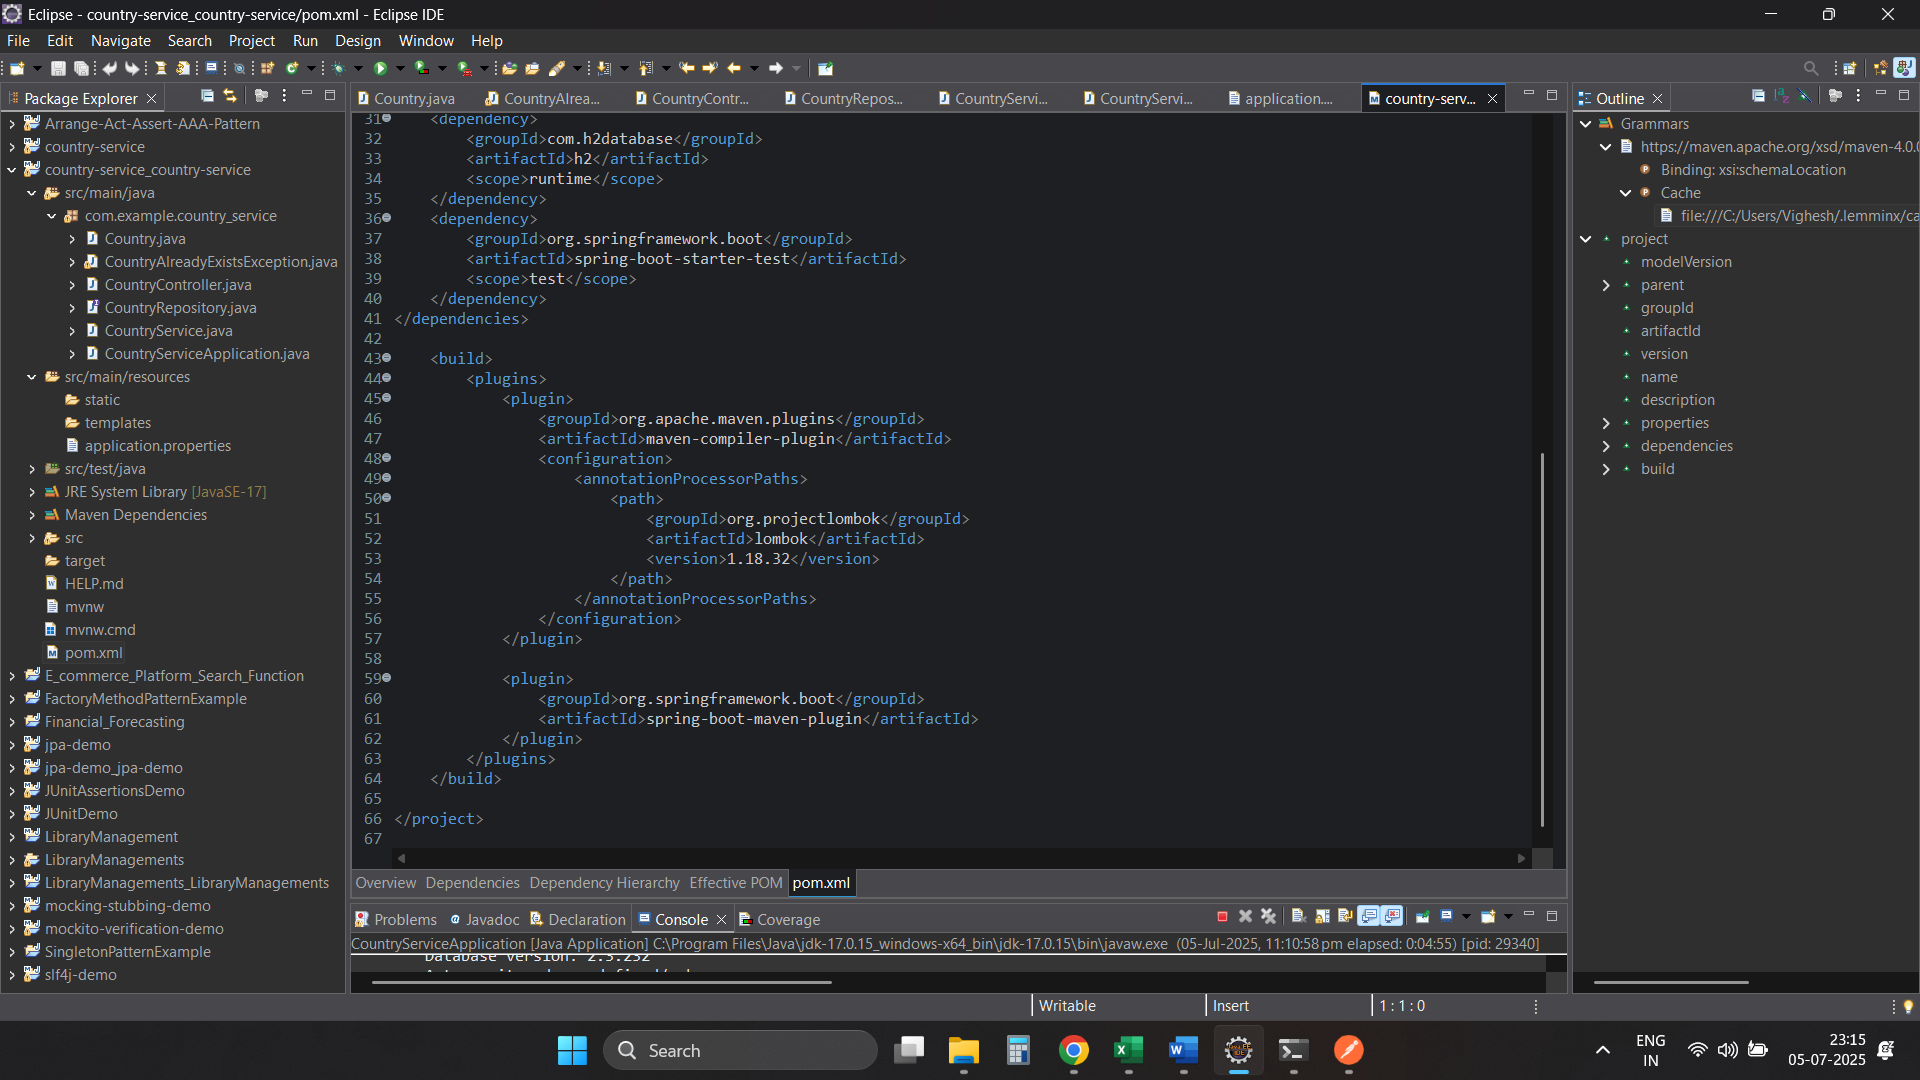 Eclipse - country-service_country-service/pom.xml - Eclipse IDE
File Edit Navigate Search Project Run Design Window Help
Package Explorer
Arrange-Act-Assert-AAA-Pattern
country-service
country-service_country-service
src/main/java
com.example.country_service
Country.java
CountryAlreadyExistsException.java
CountryController.java
CountryRepository.java
CountryService.java
CountryServiceApplication.java
src/main/resources
static
templates
application.properties
src/test/java
JRE System Library [JavaSE-17]
Maven Dependencies
src
target
HELP.md
mvnw
mvnw.cmd
pom.xml
E_commerce_Platform_Search_Function
FactoryMethodPatternExample
Financial_Forecasting
jpa-demo
jpa-demo_jpa-demo
JUnitAssertionsDemo
JUnitDemo
LibraryManagement
LibraryManagements
LibraryManagements_LibraryManagements
mocking-stubbing-demo
mockito-verification-demo
SingletonPatternExample
slf4j-demo
Country.java CountryAlrea... CountryContr... CountryRepos... CountryServi... CountryServi... application.... country-serv...
31 <dependency>
32 <groupId>com.h2database</groupId>
33 <artifactId>h2</artifactId>
34 <scope>runtime</scope>
35 </dependency>
36 <dependency>
37 <groupId>org.springframework.boot</groupId>
38 <artifactId>spring-boot-starter-test</artifactId>
39 <scope>test</scope>
40 </dependency>
41 </dependencies>
42
43 <build>
44 <plugins>
45 <plugin>
46 <groupId>org.apache.maven.plugins</groupId>
47 <artifactId>maven-compiler-plugin</artifactId>
48 <configuration>
49 <annotationProcessorPaths>
50 <path>
51 <groupId>org.projectlombok</groupId>
52 <artifactId>lombok</artifactId>
53 <version>1.18.32</version>
54 </path>
55 </annotationProcessorPaths>
56 </configuration>
57 </plugin>
58
59 <plugin>
60 <groupId>org.springframework.boot</groupId>
61 <artifactId>spring-boot-maven-plugin</artifactId>
62 </plugin>
63 </plugins>
64 </build>
65
66 </project>
67
Overview Dependencies Dependency Hierarchy Effective POM pom.xml
Problems Javadoc Declaration Console Coverage
CountryServiceApplication [Java Application] C:\Program Files\Java\jdk-17.0.15_windows-x64_bin\jdk-17.0.15\bin\javaw.exe (05-Jul-2025, 11:10:58 pm elapsed: 0:04:55) [pid: 29340]
Database version: 2.3.232
Outline
Grammars
https://maven.apache.org/xsd/maven-4.0.0
Binding: xsi:schemaLocation
Cache
file:///C:/Users/Vighesh/.lemminx/ca
project
modelVersion
parent
groupId
artifactId
version
name
description
properties
dependencies
build
Writable Insert 1 : 1 : 0
Search
ENG
IN
23:15
05-07-2025